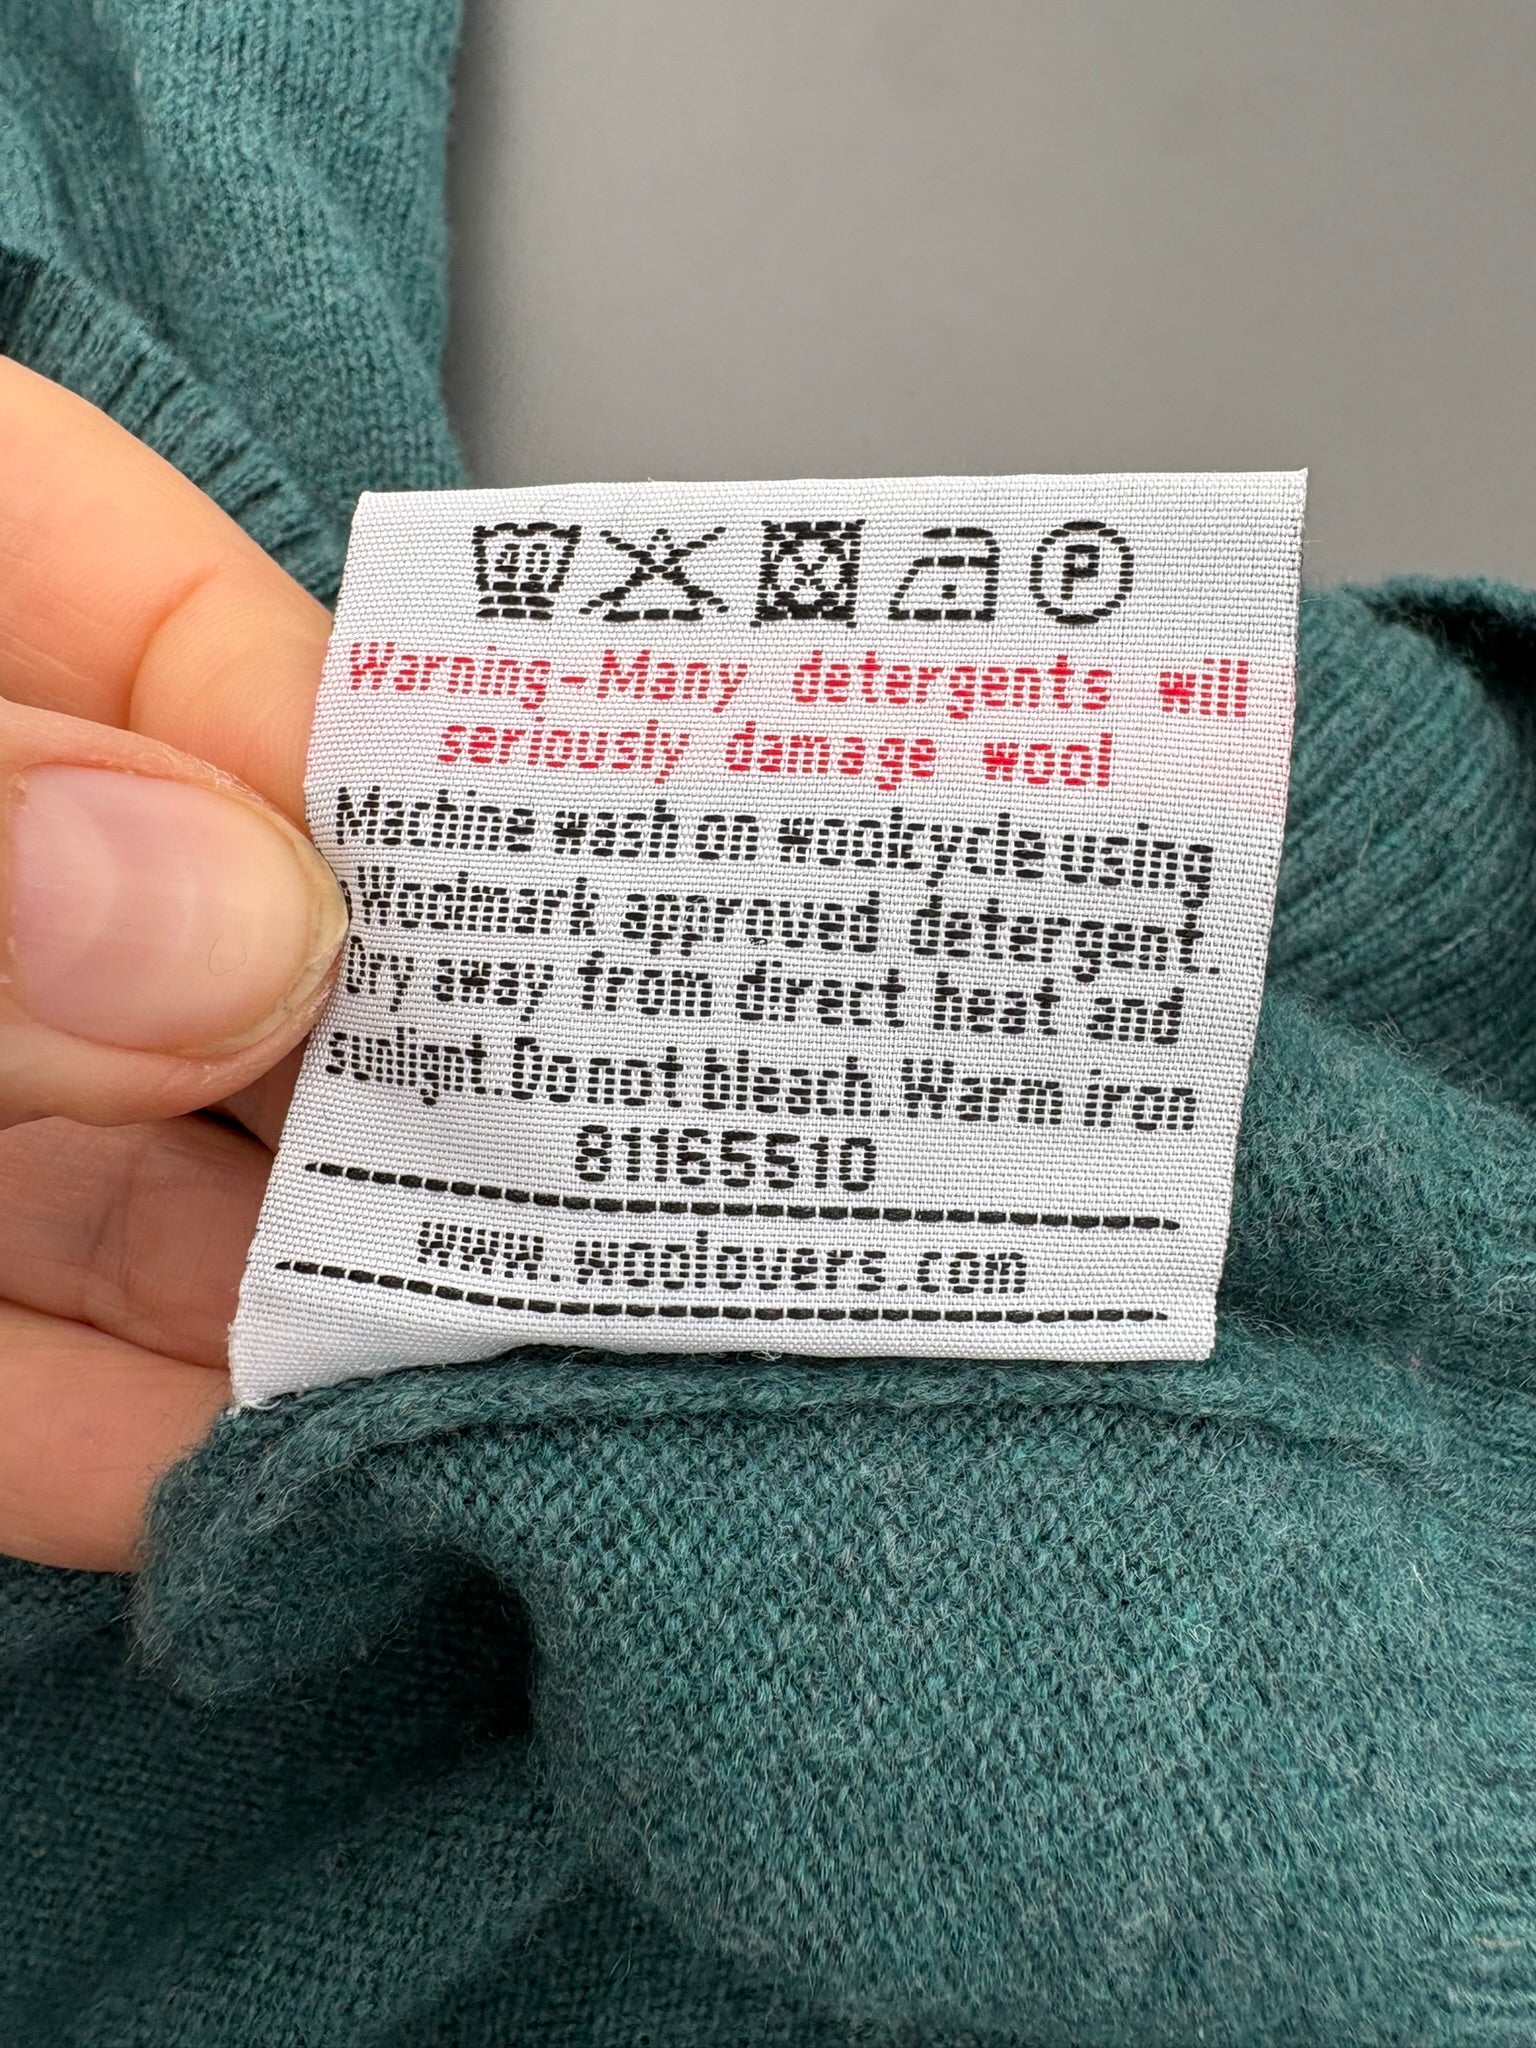 40 P
Warning-Many detergents will
seriously damage wool
Machine wash on woolcycle using
Woolmark approved detergent.
Dry away from direct heat and
sunlight.Do not bleach.Warm iron
81165510
www.woolovers.com